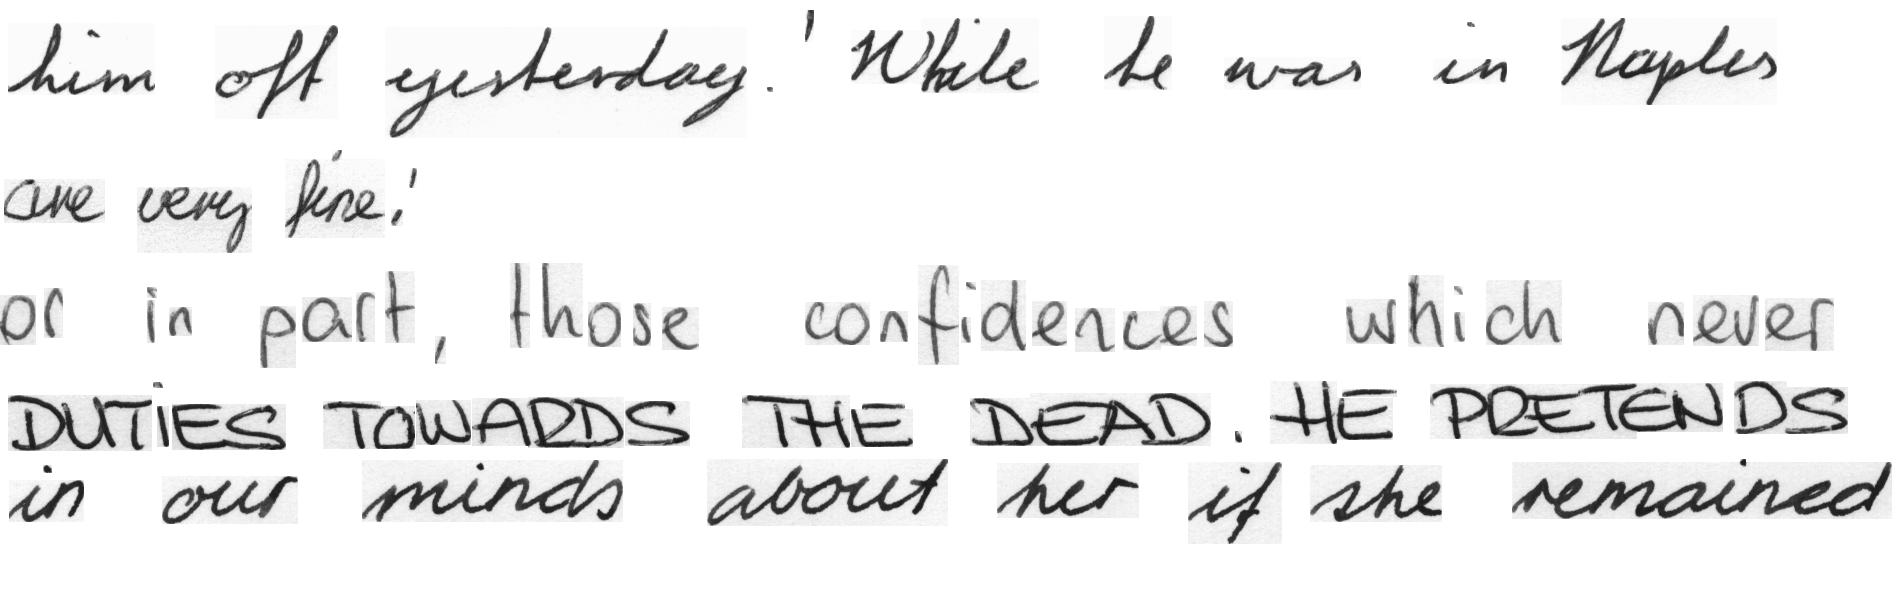 him off yesterday. 'While he was in Naples
are very fine.'
or in part, those confidences which never
DUTIES TOWARDS THE DEAD. HE PRETENDS
in our minds about her if she remained